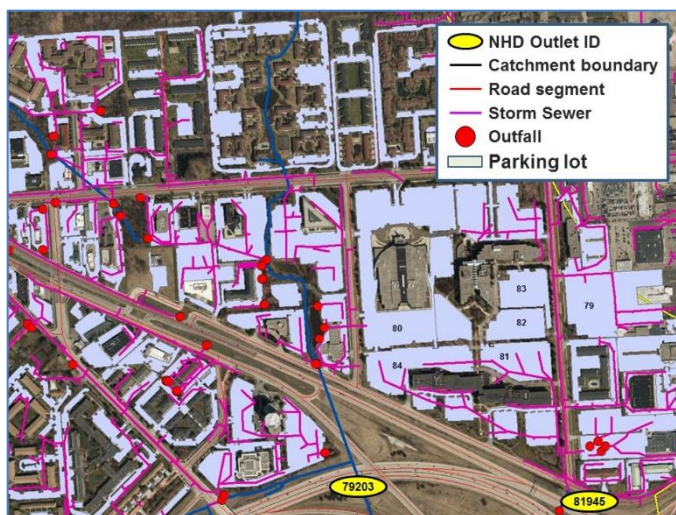 NHD Outlet ID
Catchment boundary
Road segment
Storm Sewer
Outfall
Parking lot
83
79
80
82
81
84
79203
81945